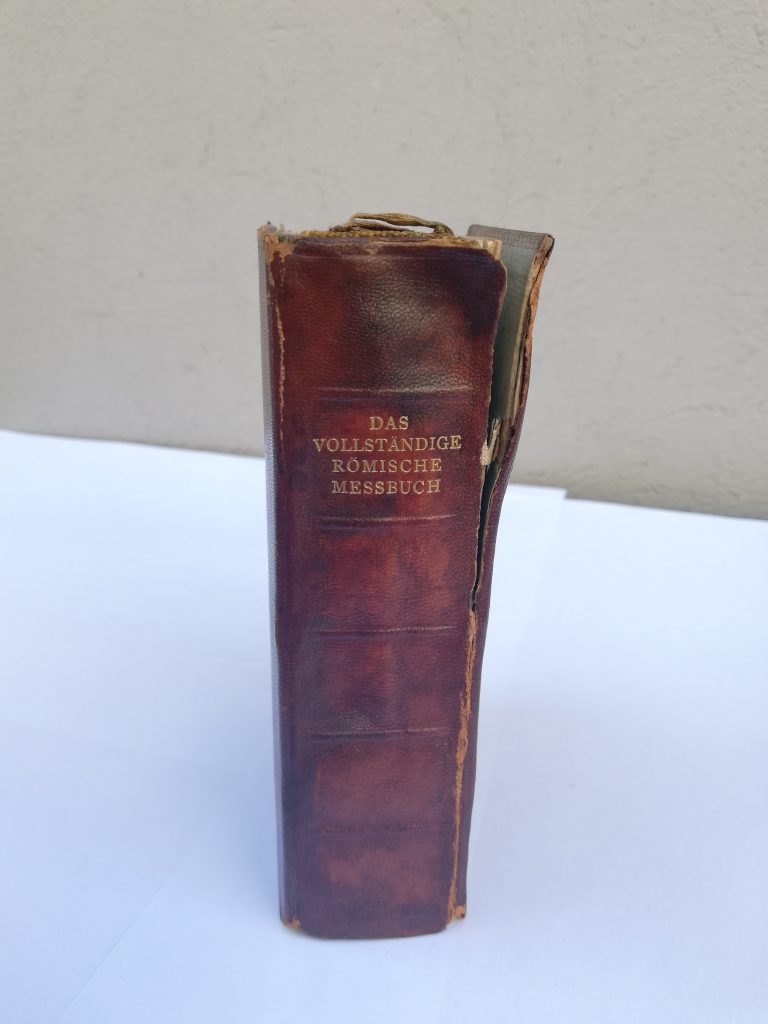 DAS
VOLLSTÄNDIGE
RÖMISCHE
MESSBUCH